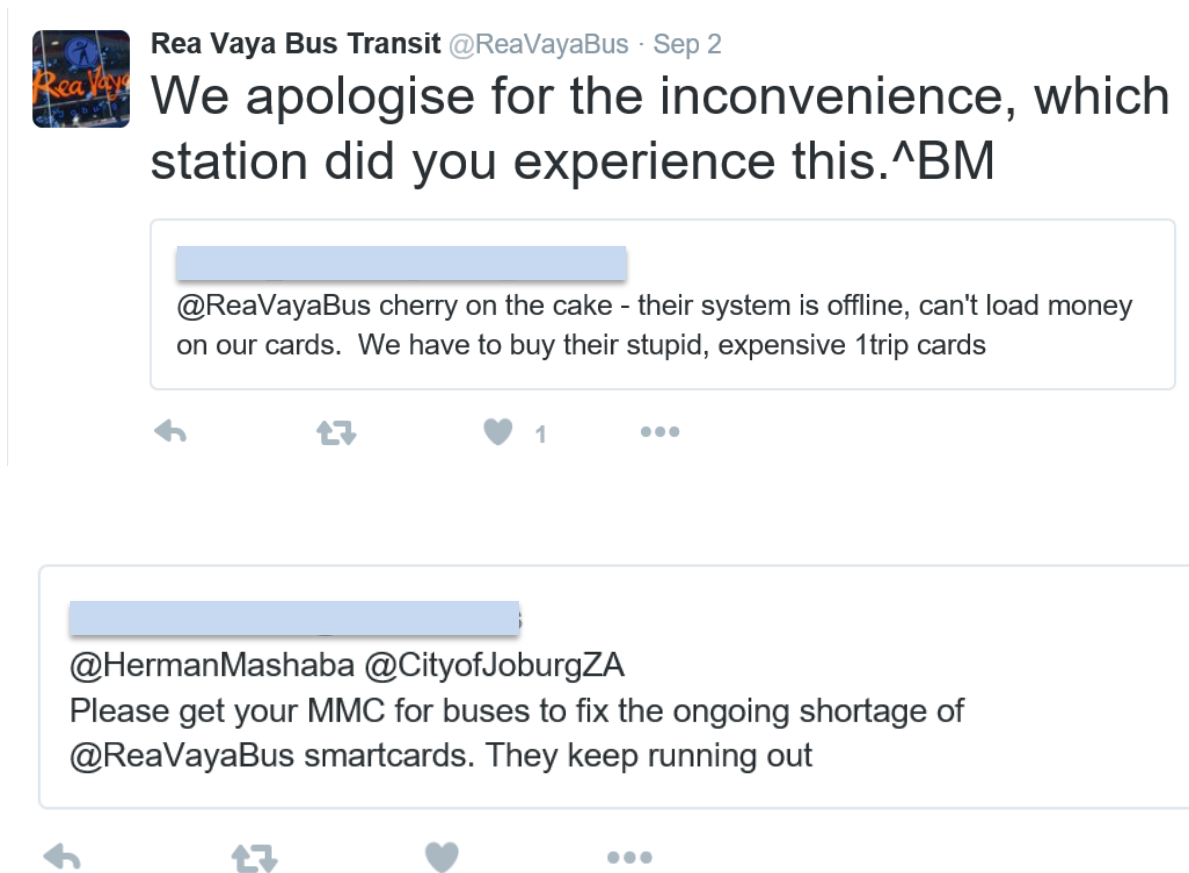 Rea Vaya
Rea Vaya Bus Transit @ReaVayaBus · Sep 2
We apologise for the inconvenience, which
station did you experience this.^BM
@ReaVayaBus cherry on the cake - their system is offline, can't load money
on our cards.  We have to buy their stupid, expensive 1trip cards
1
@HermanMashaba @CityofJoburgZA
Please get your MMC for buses to fix the ongoing shortage of
@ReaVayaBus smartcards. They keep running out